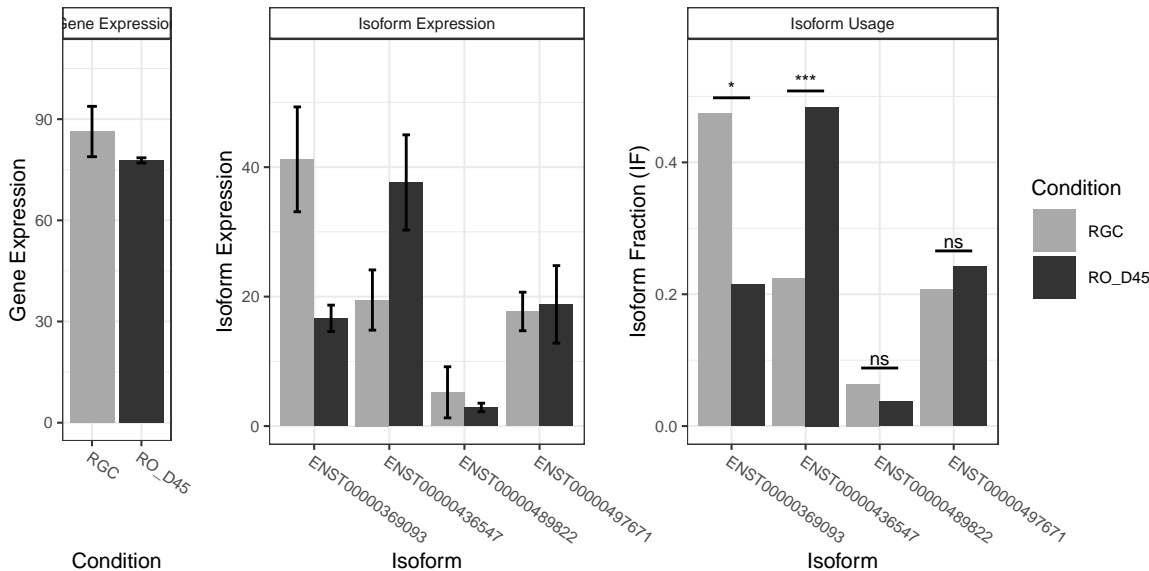 Gene Expression
Gene Expression
90
60
30
0
RGC
RO_D45
Condition
Isoform Expression
Isoform Expression
40
20
0
ENST00000369093
ENST00000436547
ENST00000489822
ENST00000497671
Isoform
Isoform Usage
Isoform Fraction (IF)
0.4
0.2
0.0
*
***
ns
ns
ENST00000369093
ENST00000436547
ENST00000489822
ENST00000497671
Isoform
Condition
RGC
RO_D45